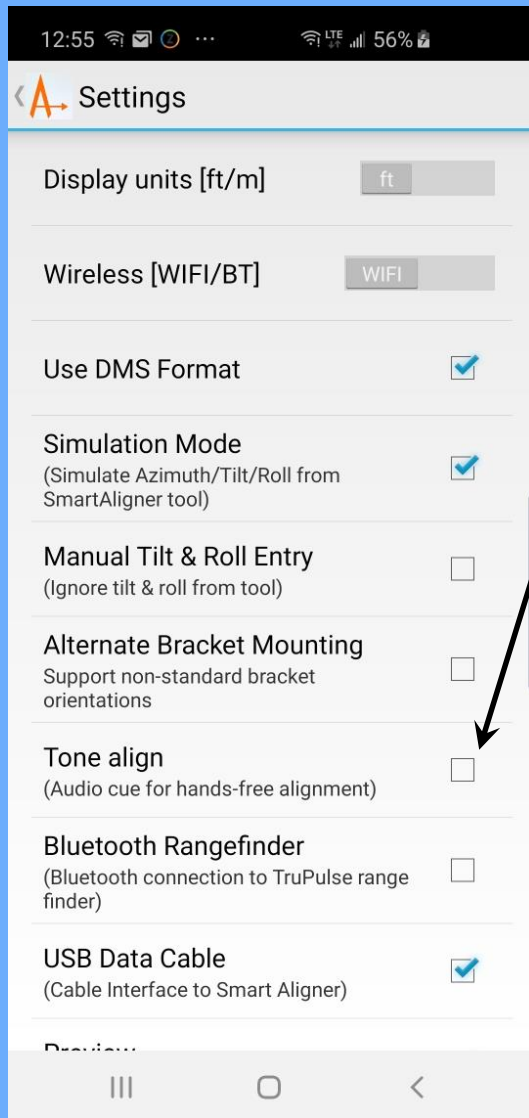 12:55 LTE 56%
Settings
Display units [ft/m] ft
Wireless [WIFI/BT] WIFI
Use DMS Format
Simulation Mode
(Simulate Azimuth/Tilt/Roll from
SmartAligner tool)
Manual Tilt & Roll Entry
(Ignore tilt & roll from tool)
Alternate Bracket Mounting
Support non-standard bracket
orientations
Tone align
(Audio cue for hands-free alignment)
Bluetooth Rangefinder
(Bluetooth connection to TruPulse range
finder)
USB Data Cable
(Cable Interface to Smart Aligner)